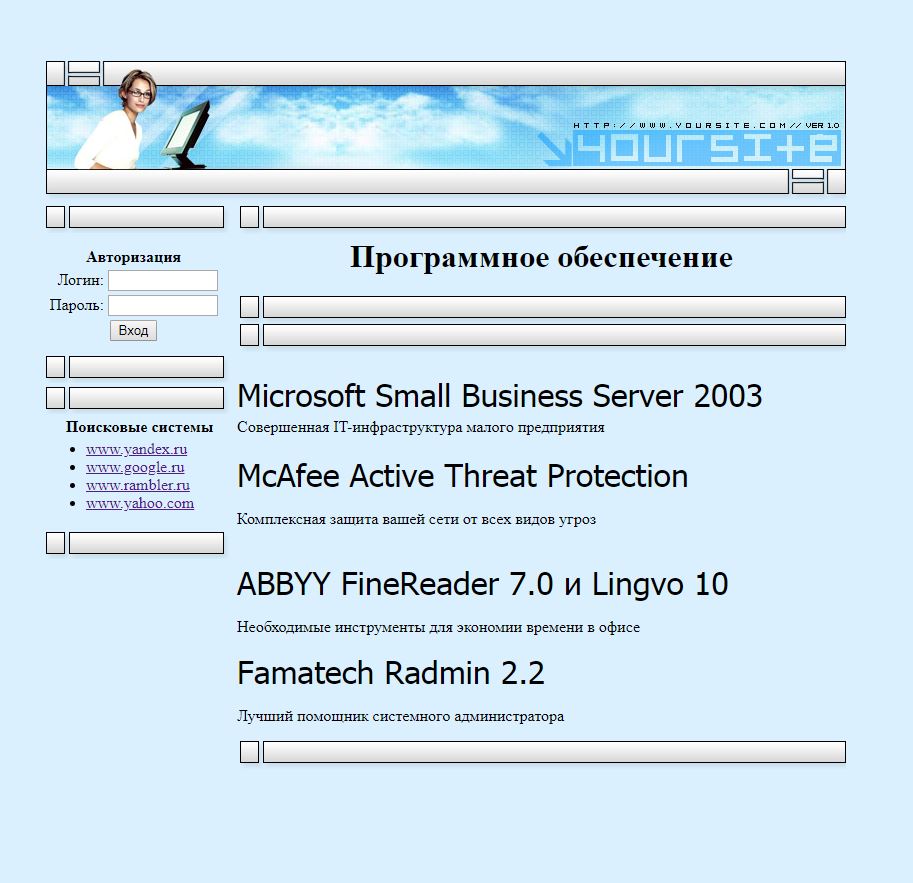 HTTP://WWW.YOURSITE.COM// VER 1.0
YOURSITE
Авторизация
Логин:
Пароль:
Вход
Поисковые системы
www.yandex.ru
www.google.ru
www.rambler.ru
www.yahoo.com
Программное обеспечение
Microsoft Small Business Server 2003
Совершенная IT-инфраструктура малого предприятия
McAfee Active Threat Protection
Комплексная защита вашей сети от всех видов угроз
ABBYY FineReader 7.0 и Lingvo 10
Необходимые инструменты для экономии времени в офисе
Famatech Radmin 2.2
Лучший помощник системного администратора